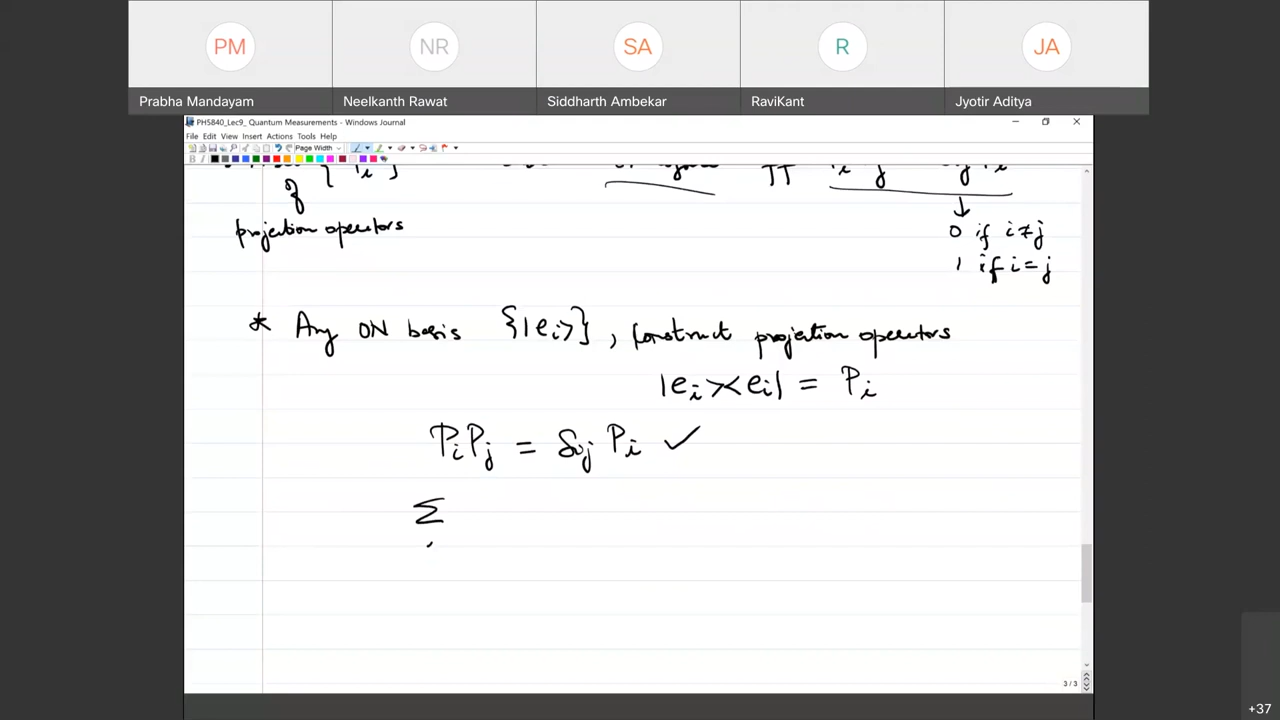 PM NR SA R JA
Prabha Mandayam Neelkanth Rawat Siddharth Ambekar RaviKant Jyotir Aditya
PH5840_Lec9_ Quantum Measurements - Windows Journal
File Edit View Insert Actions Tools Help
Page Width
B I
of
projection operators
0 if i ≠ j
1 if i = j
* Any ON basis {|ei>}, construct projection operators
|ei><ei| = Pi
PiPj = δij Pi ✓
Σ
3 / 3
+37